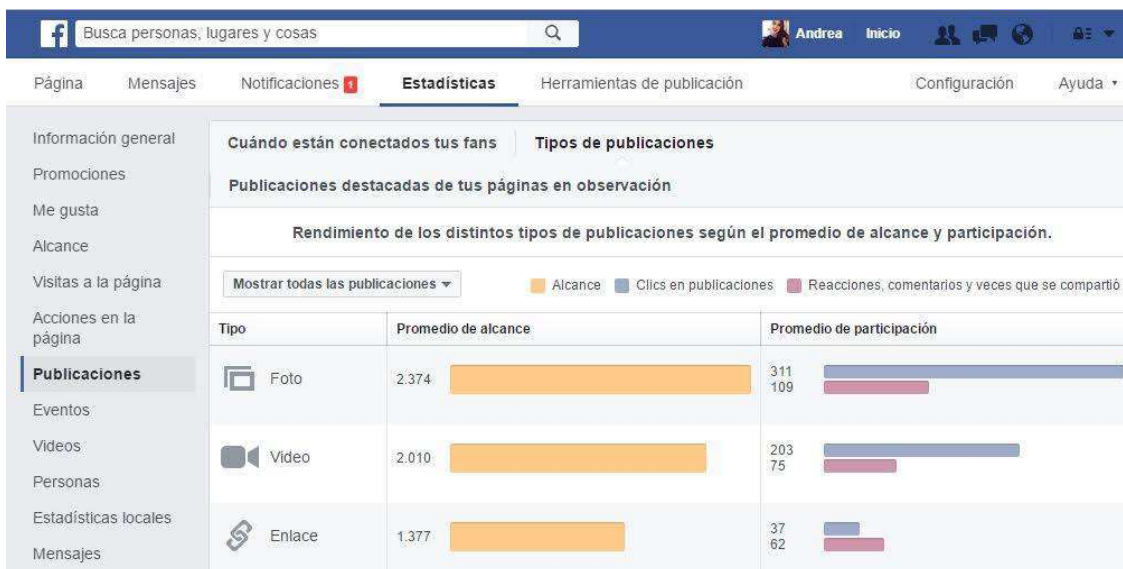 f Busca personas, lugares y cosas Andrea Inicio
Página Mensajes Notificaciones 1 Estadísticas Herramientas de publicación Configuración Ayuda
Información general
Promociones
Me gusta
Alcance
Visitas a la página
Acciones en la
página
Publicaciones
Eventos
Videos
Personas
Estadísticas locales
Mensajes
Cuándo están conectados tus fans Tipos de publicaciones
Publicaciones destacadas de tus páginas en observación
Rendimiento de los distintos tipos de publicaciones según el promedio de alcance y participación.
Mostrar todas las publicaciones Alcance Clics en publicaciones Reacciones, comentarios y veces que se compartió
Tipo Promedio de alcance Promedio de participación
Foto 2.374 311
109
Video 2.010 203
75
Enlace 1.377 37
62